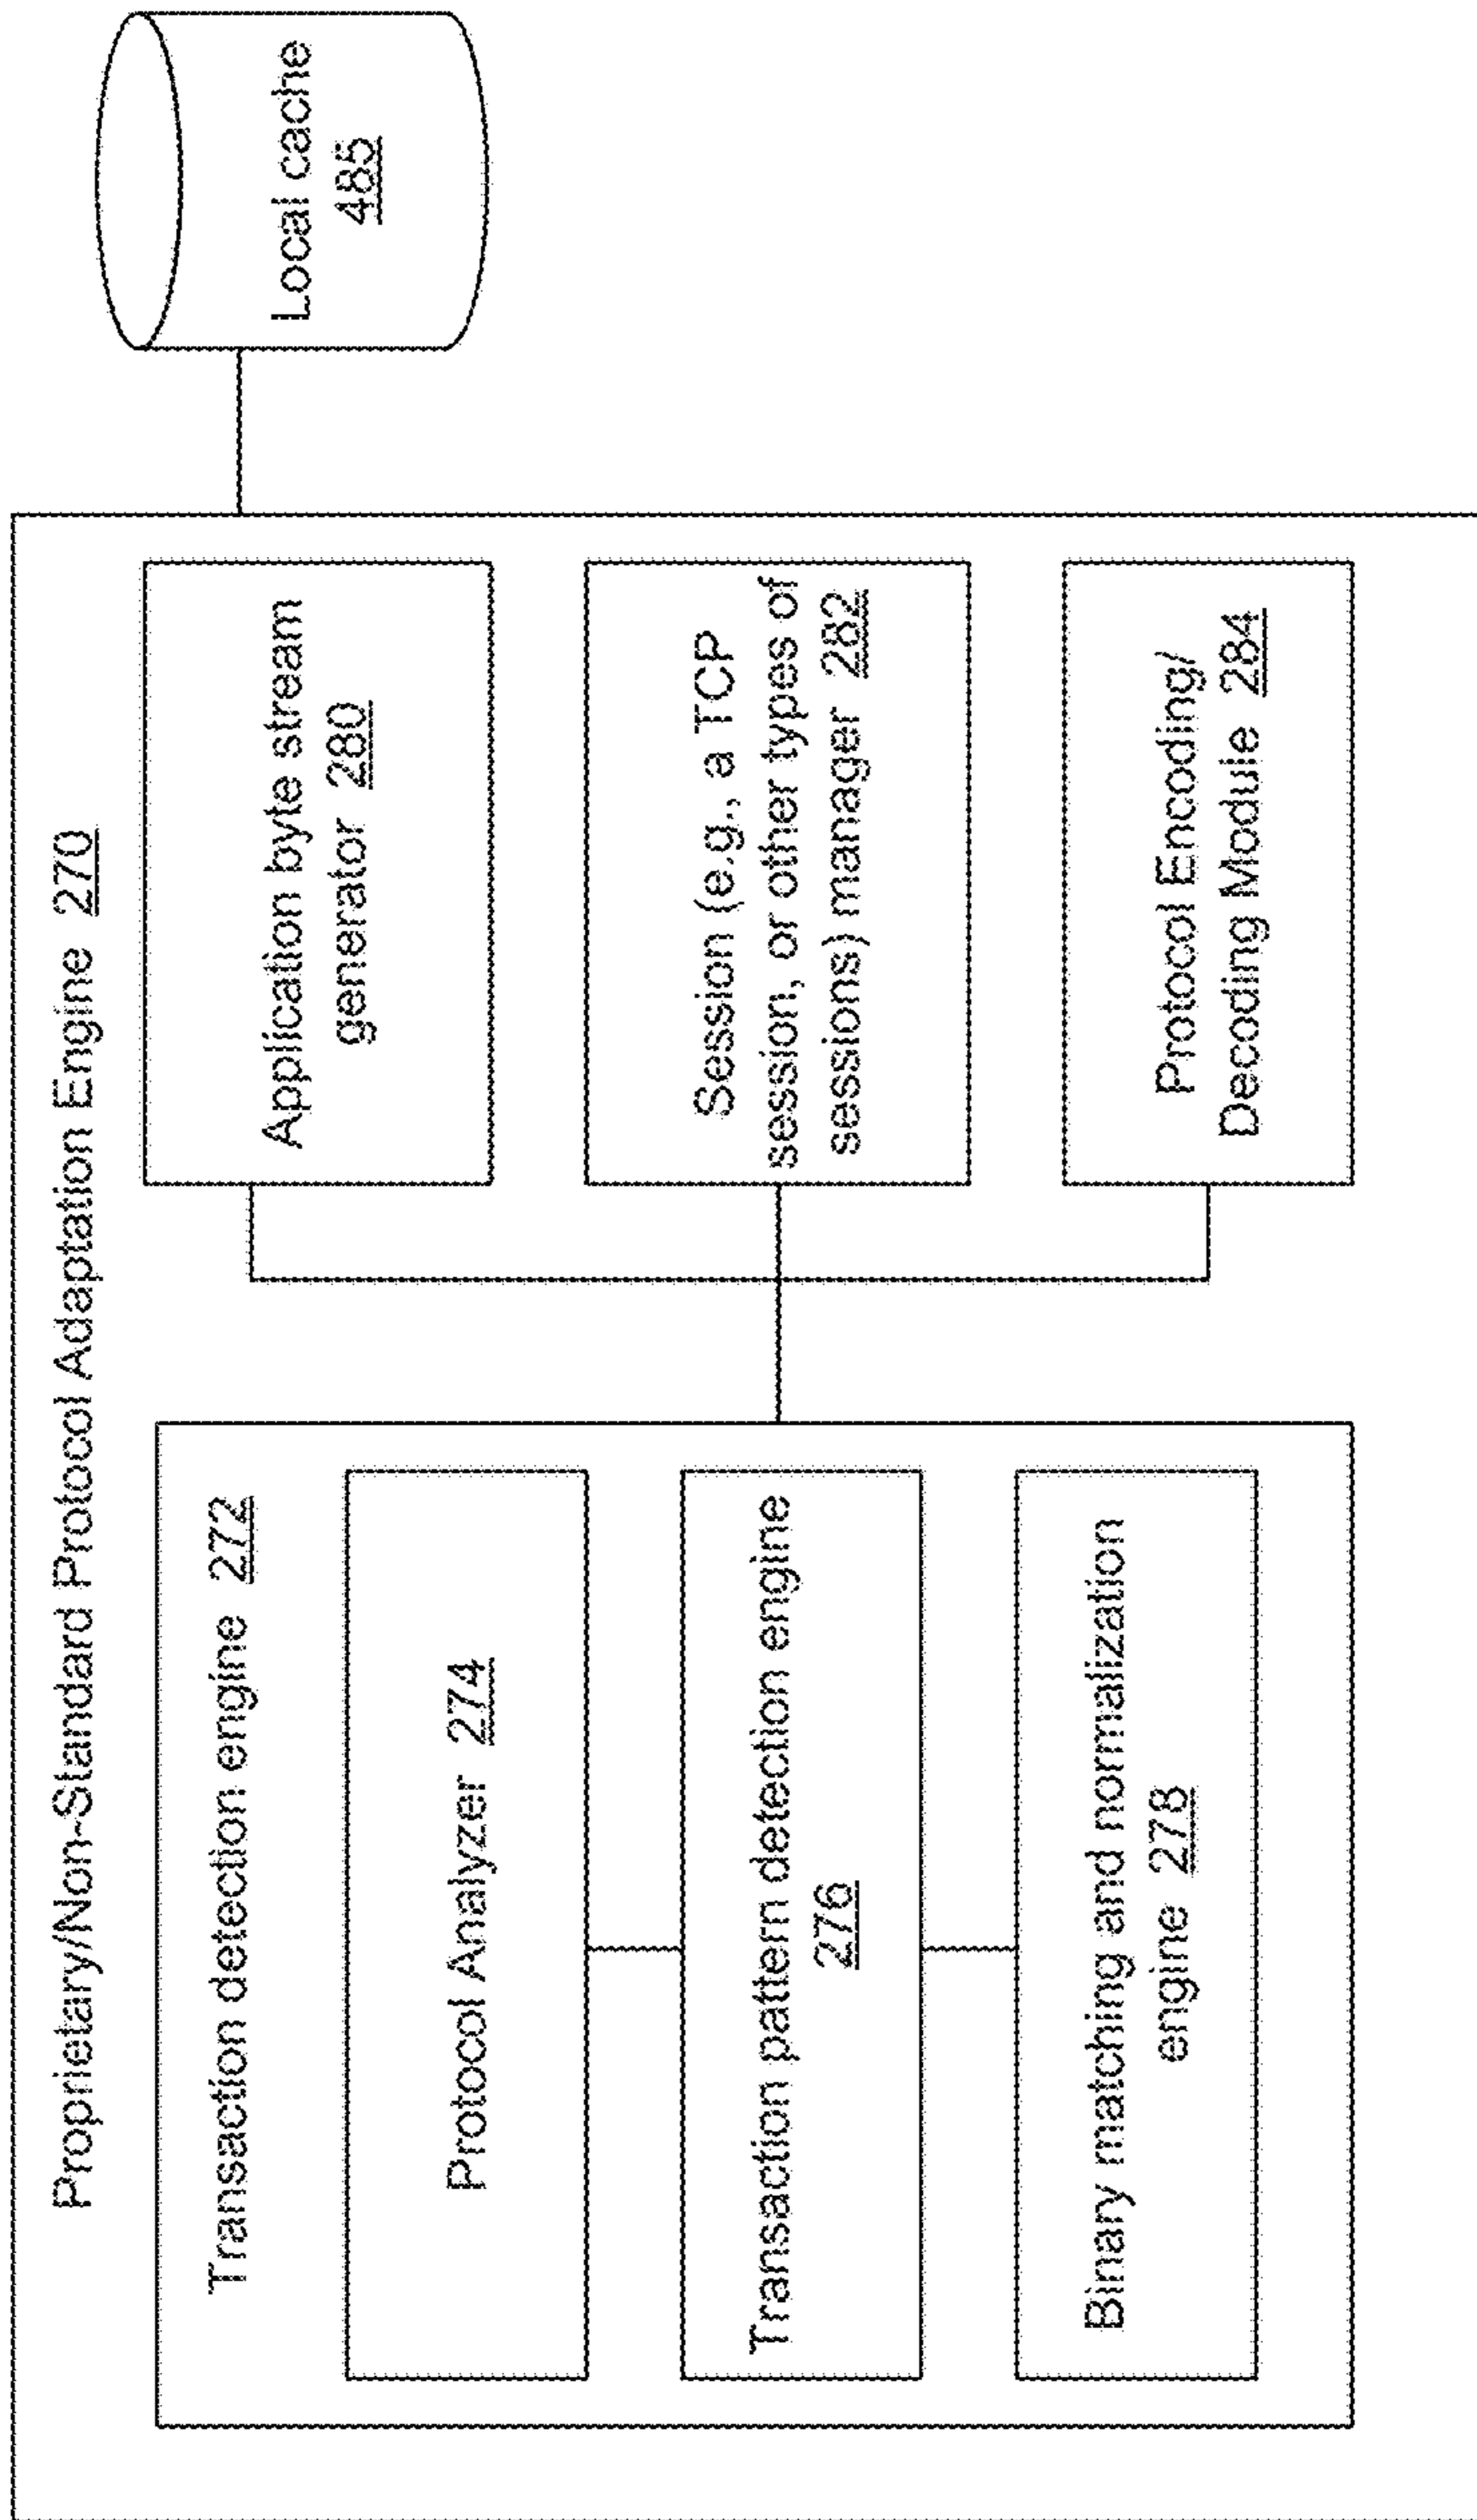 Proprietary/Non-Standard Protocol Adaptation Engine 270
Transaction detection engine 272
Protocol Analyzer 274
Transaction pattern detection engine
276
Binary matching and normalization
engine 278
Application byte stream
generator 280
Session (e.g., a TCP
session, or other types of
sessions) manager 282
Protocol Encoding/
Decoding Module 284
Local cache
485